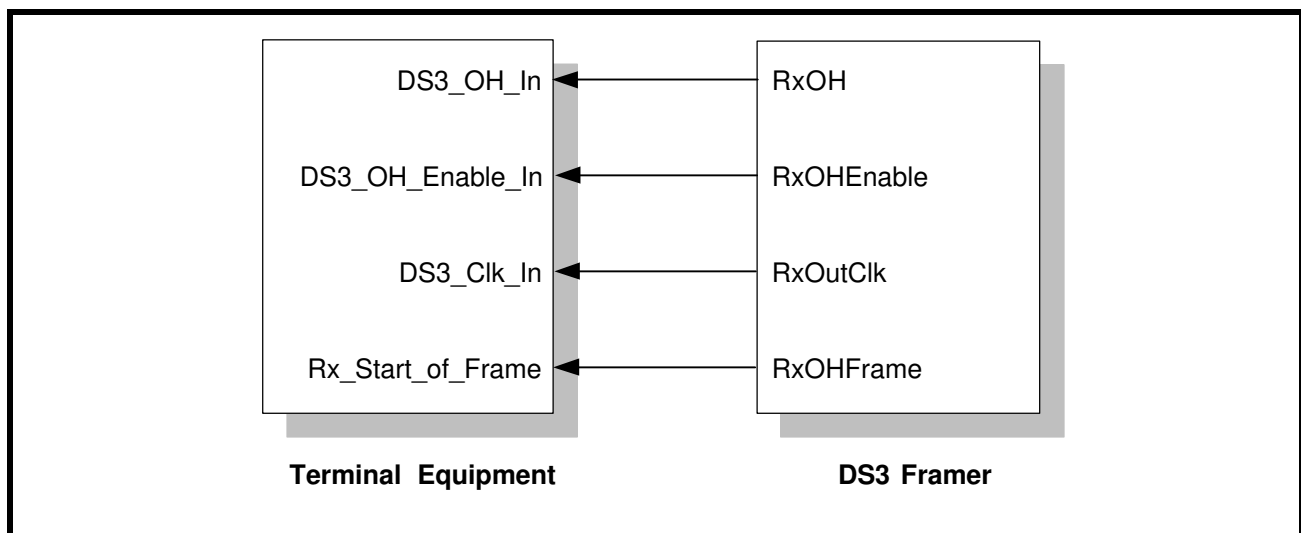 DS3_OH_In
RxOH
DS3_OH_Enable_In
RxOHEnable
DS3_Clk_In
RxOutClk
Rx_Start_of_Frame
RxOHFrame
Terminal Equipment
DS3 Framer